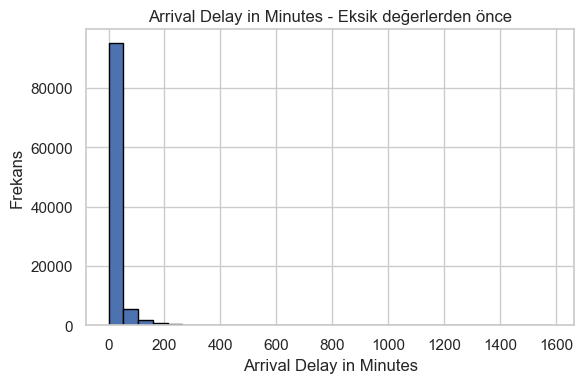 Arrival Delay in Minutes - Eksik değerlerden önce
Frekans
80000
60000
40000
20000
0
0 200 400 600 800 1000 1200 1400 1600
Arrival Delay in Minutes